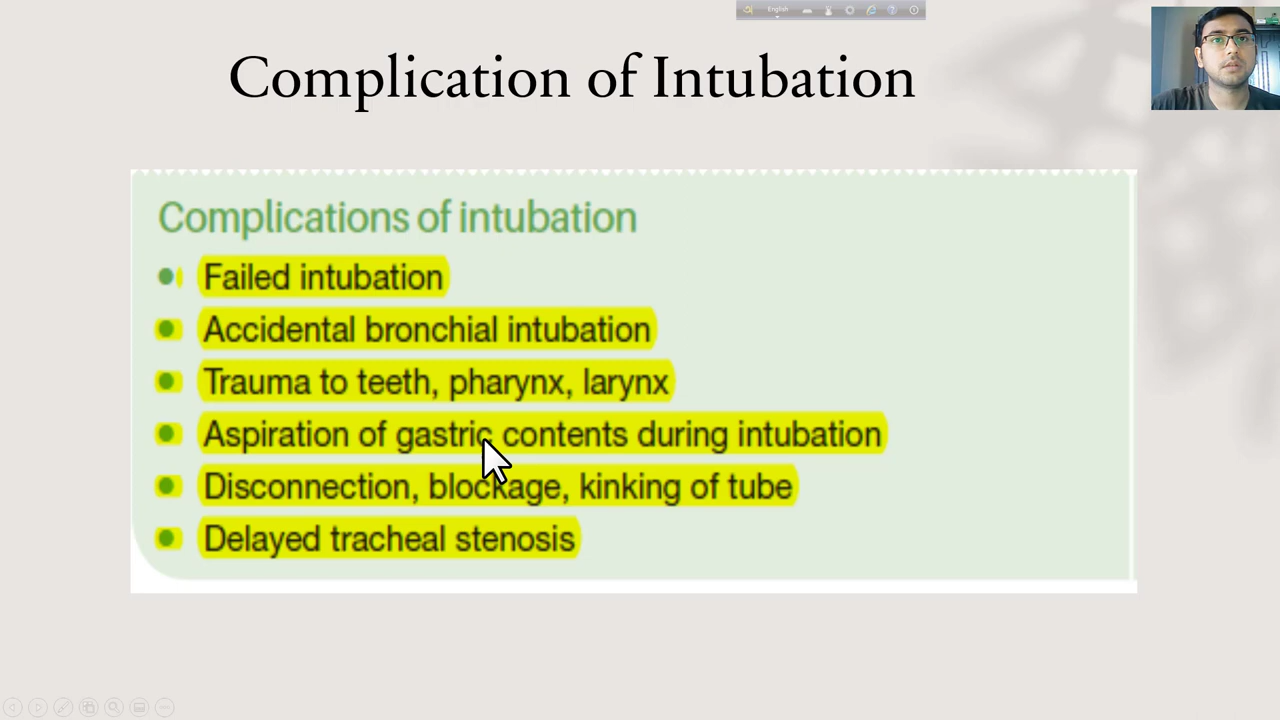 English
Complication of Intubation
Complications of intubation
Failed intubation
Accidental bronchial intubation
Trauma to teeth, pharynx, larynx
Aspiration of gastric contents during intubation
Disconnection, blockage, kinking of tube
Delayed tracheal stenosis